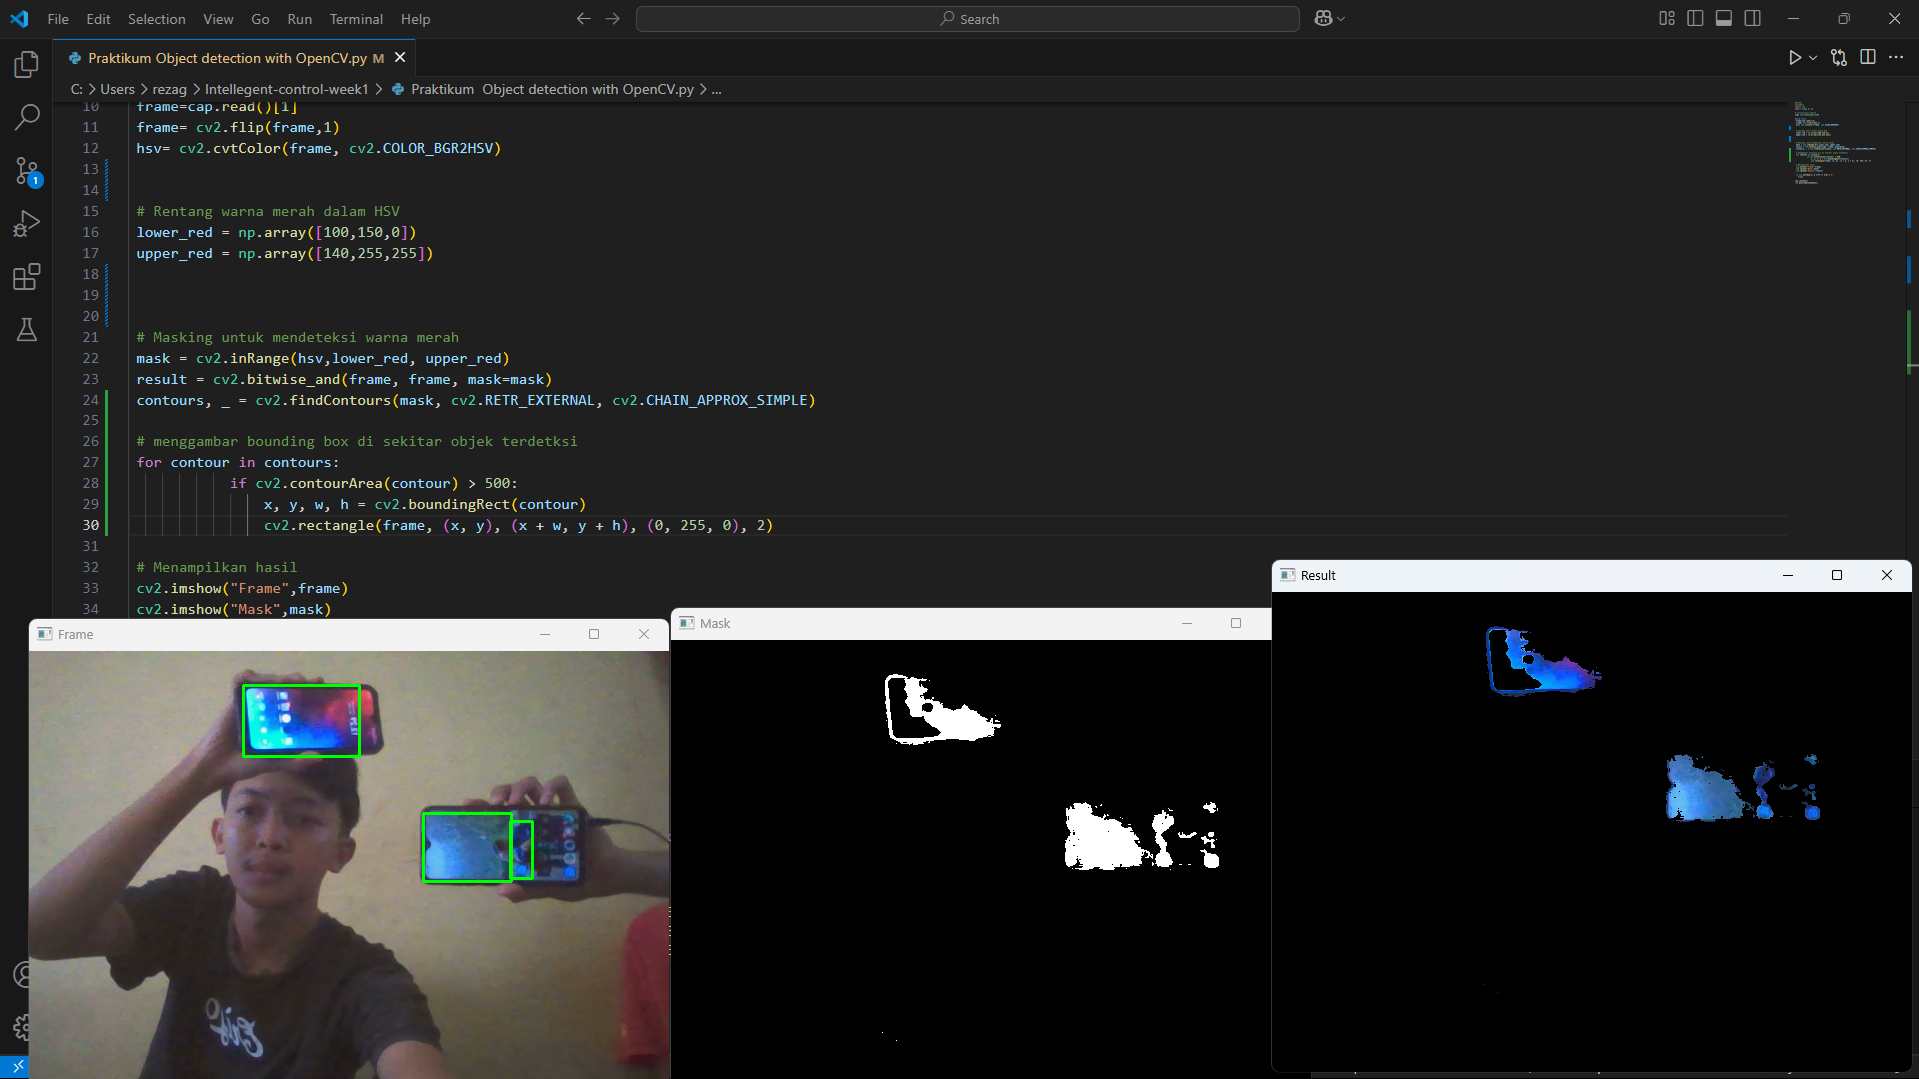 File Edit Selection View Go Run Terminal Help
Search
Praktikum Object detection with OpenCV.py M
C: > Users > rezag > Intellegent-control-week1 > Praktikum Object detection with OpenCV.py > ...
10 frame=cap.read()[1]
11 frame= cv2.flip(frame,1)
12 hsv= cv2.cvtColor(frame, cv2.COLOR_BGR2HSV)
13
14
15 # Rentang warna merah dalam HSV
16 lower_red = np.array([100,150,0])
17 upper_red = np.array([140,255,255])
18
19
20
21 # Masking untuk mendeteksi warna merah
22 mask = cv2.inRange(hsv,lower_red, upper_red)
23 result = cv2.bitwise_and(frame, frame, mask=mask)
24 contours, _ = cv2.findContours(mask, cv2.RETR_EXTERNAL, cv2.CHAIN_APPROX_SIMPLE)
25
26 # menggambar bounding box di sekitar objek terdetksi
27 for contour in contours:
28 if cv2.contourArea(contour) > 500:
29 x, y, w, h = cv2.boundingRect(contour)
30 cv2.rectangle(frame, (x, y), (x + w, y + h), (0, 255, 0), 2)
31
32 # Menampilkan hasil
33 cv2.imshow("Frame",frame)
34 cv2.imshow("Mask",mask)
1
Frame
Mask
Result